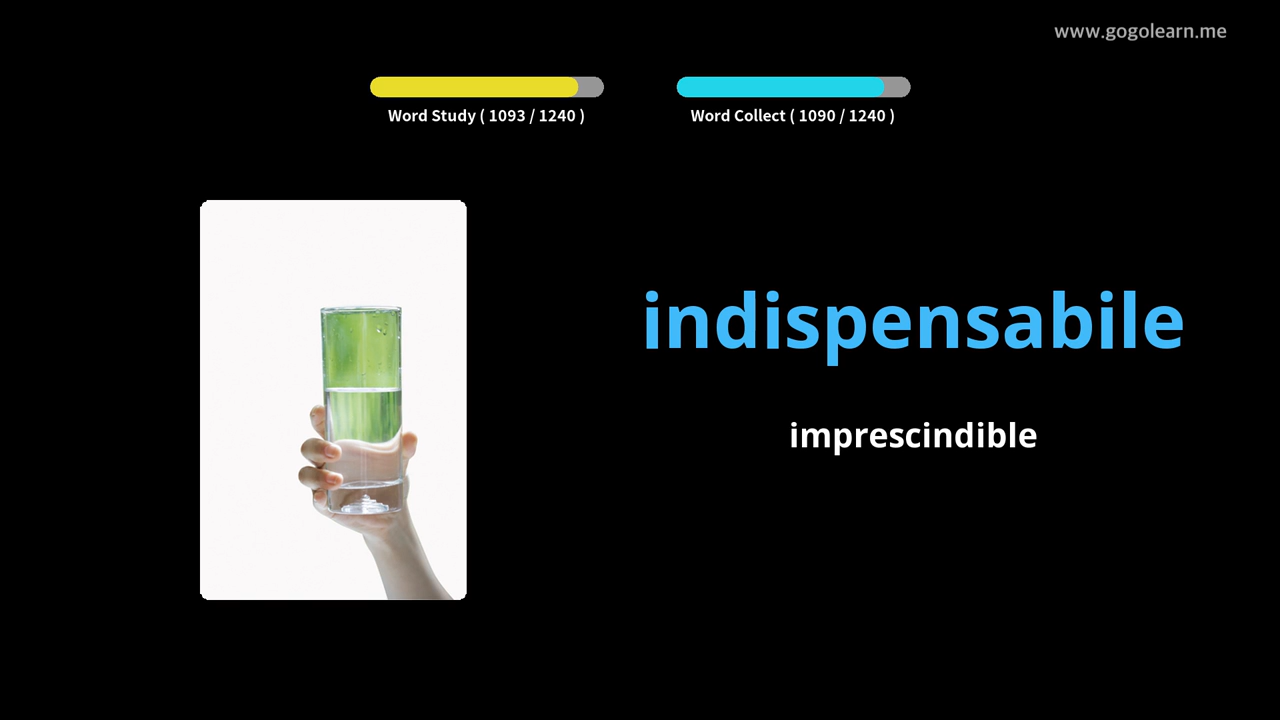 www.gogolearn.me
Word Study ( 1093 / 1240 )
Word Collect ( 1090 / 1240 )
indispensabile
imprescindible